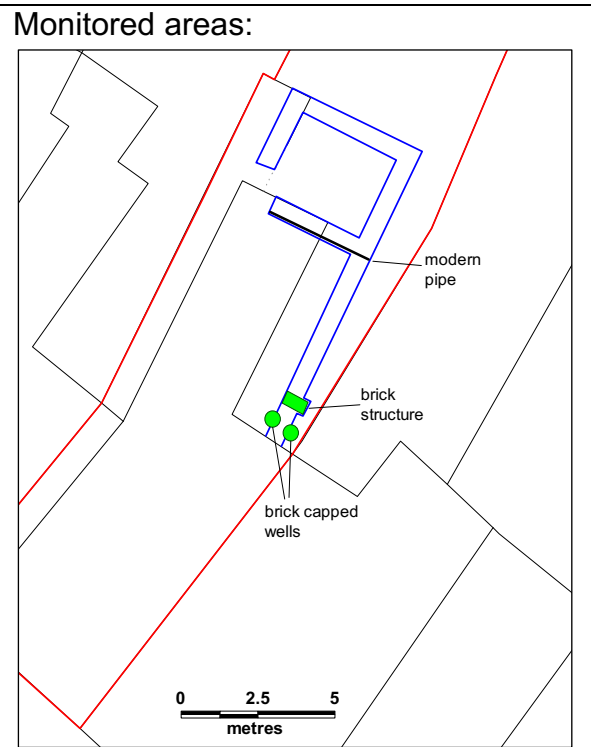 Monitored areas:
modern
pipe
brick
structure
brick capped
wells
0 2.5 5
metres